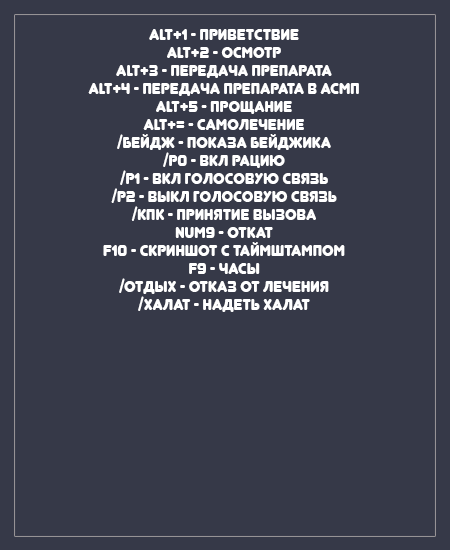 ALT+1 - ПРИВЕТСТВИЕ
ALT+2 - ОСМОТР
ALT+3 - ПЕРЕДАЧА ПРЕПАРАТА
ALT+4 - ПЕРЕДАЧА ПРЕПАРАТА В АСМП
ALT+5 - ПРОЩАНИЕ
ALT+= - САМОЛЕЧЕНИЕ
/БЕЙДЖ - ПОКАЗА БЕЙДЖИКА
/Р0 - ВКЛ РАЦИЮ
/Р1 - ВКЛ ГОЛОСОВУЮ СВЯЗЬ
/Р2 - ВЫКЛ ГОЛОСОВУЮ СВЯЗЬ
/КПК - ПРИНЯТИЕ ВЫЗОВА
NUM9 - ОТКАТ
F10 - СКРИНШОТ С ТАЙМШТАМПОМ
F9 - ЧАСЫ
/ОТДЫХ - ОТКАЗ ОТ ЛЕЧЕНИЯ
/ХАЛАТ - НАДЕТЬ ХАЛАТ